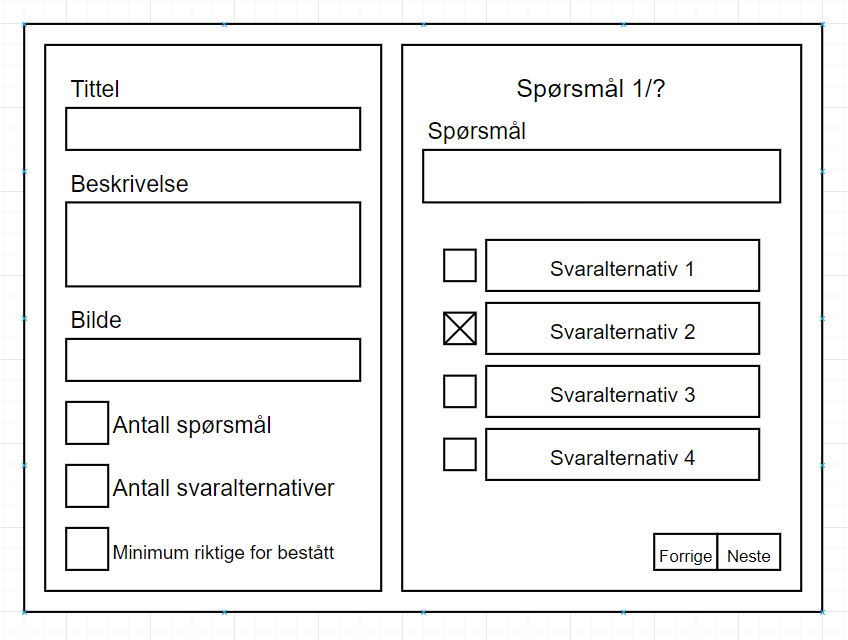 Tittel
Beskrivelse
Bilde
Antall spørsmål
Antall svaralternativer
Minimum riktige for bestått
Spørsmål 1/?
Spørsmål
Svaralternativ 1
Svaralternativ 2
Svaralternativ 3
Svaralternativ 4
Forrige
Neste